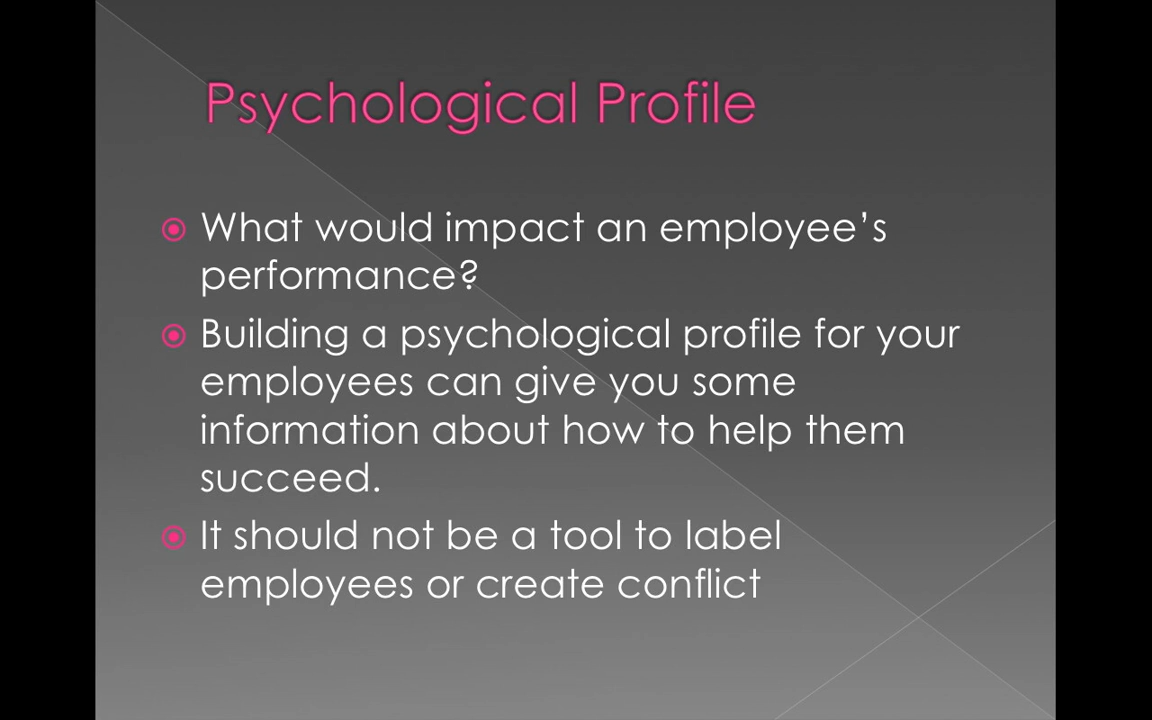 Psychological Profile
What would impact an employee’s
performance?
Building a psychological profile for your
employees can give you some
information about how to help them
succeed.
It should not be a tool to label
employees or create conflict